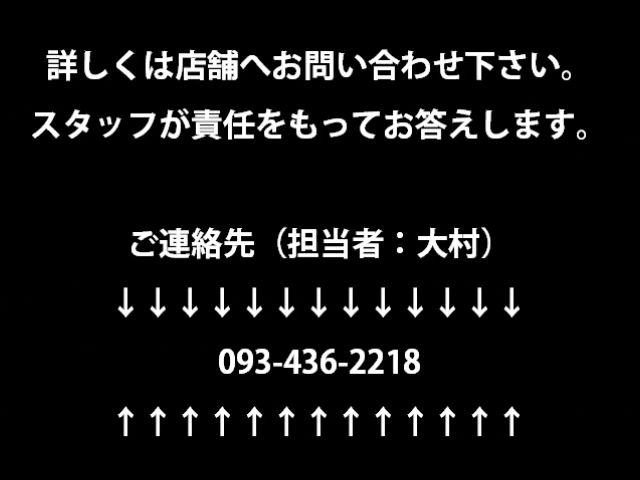 詳しくは店舗へお問い合わせ下さい。
スタッフが責任をもってお答えします。
ご連絡先（担当者：大村）
↓↓↓↓↓↓↓↓↓↓↓↓↓
093-436-2218
↑↑↑↑↑↑↑↑↑↑↑↑↑